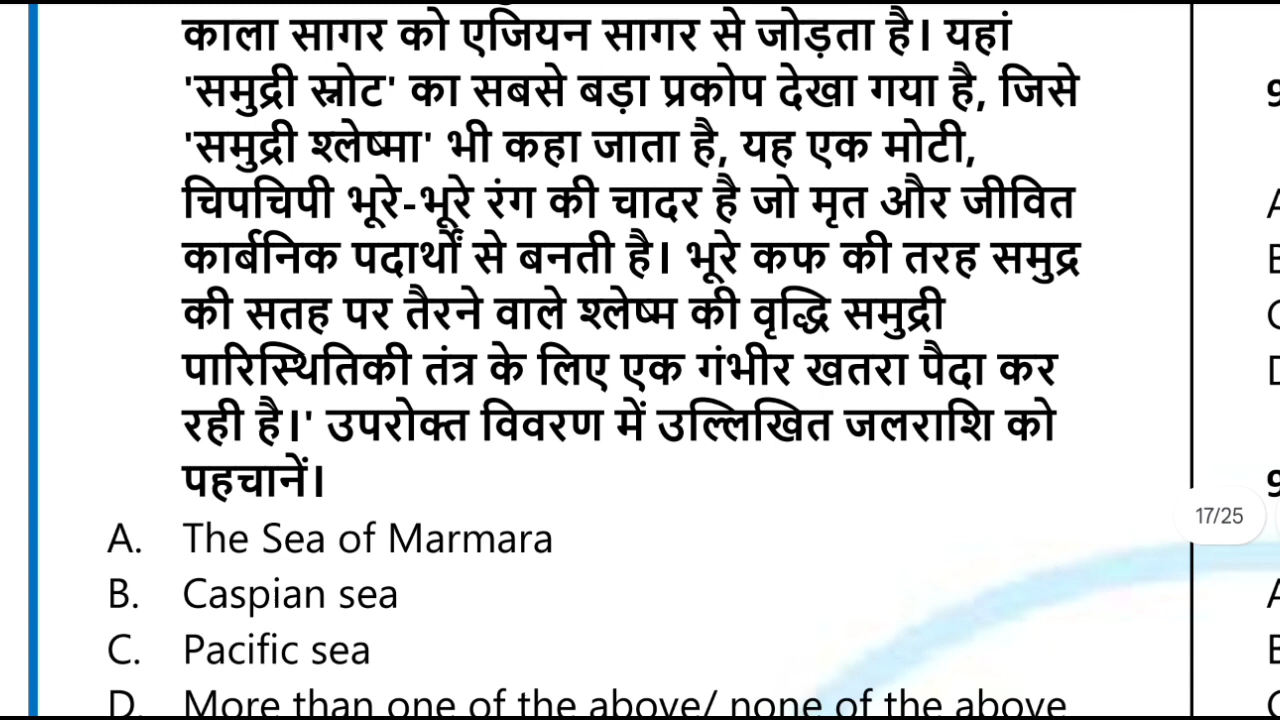 काला सागर को एजियन सागर से जोड़ता है। यहां
'समुद्री स्नोट' का सबसे बड़ा प्रकोप देखा गया है, जिसे
'समुद्री श्लेष्मा' भी कहा जाता है, यह एक मोटी,
चिपचिपी भूरे-भूरे रंग की चादर है जो मृत और जीवित
कार्बनिक पदार्थों से बनती है। भूरे कफ की तरह समुद्र
की सतह पर तैरने वाले श्लेष्म की वृद्धि समुद्री
पारिस्थितिकी तंत्र के लिए एक गंभीर खतरा पैदा कर
रही है।' उपरोक्त विवरण में उल्लिखित जलराशि को
पहचानें।
A. The Sea of Marmara
B. Caspian sea
C. Pacific sea
D. More than one of the above/ none of the above
17/25